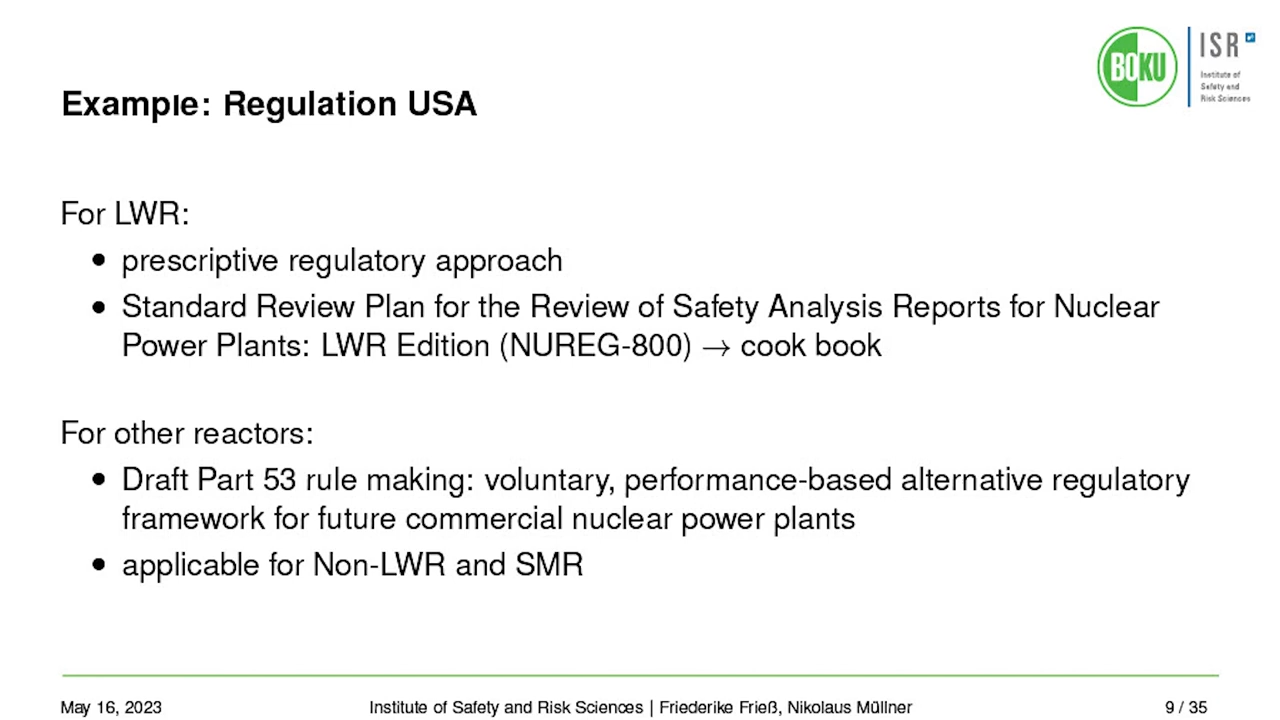 BOKU
ISR
Institute of
Safety and
Risk Sciences
Example: Regulation USA
For LWR:
• prescriptive regulatory approach
• Standard Review Plan for the Review of Safety Analysis Reports for Nuclear
Power Plants: LWR Edition (NUREG-800) → cook book
For other reactors:
• Draft Part 53 rule making: voluntary, performance-based alternative regulatory
framework for future commercial nuclear power plants
• applicable for Non-LWR and SMR
May 16, 2023 Institute of Safety and Risk Sciences | Friederike Frieß, Nikolaus Müllner 9 / 35